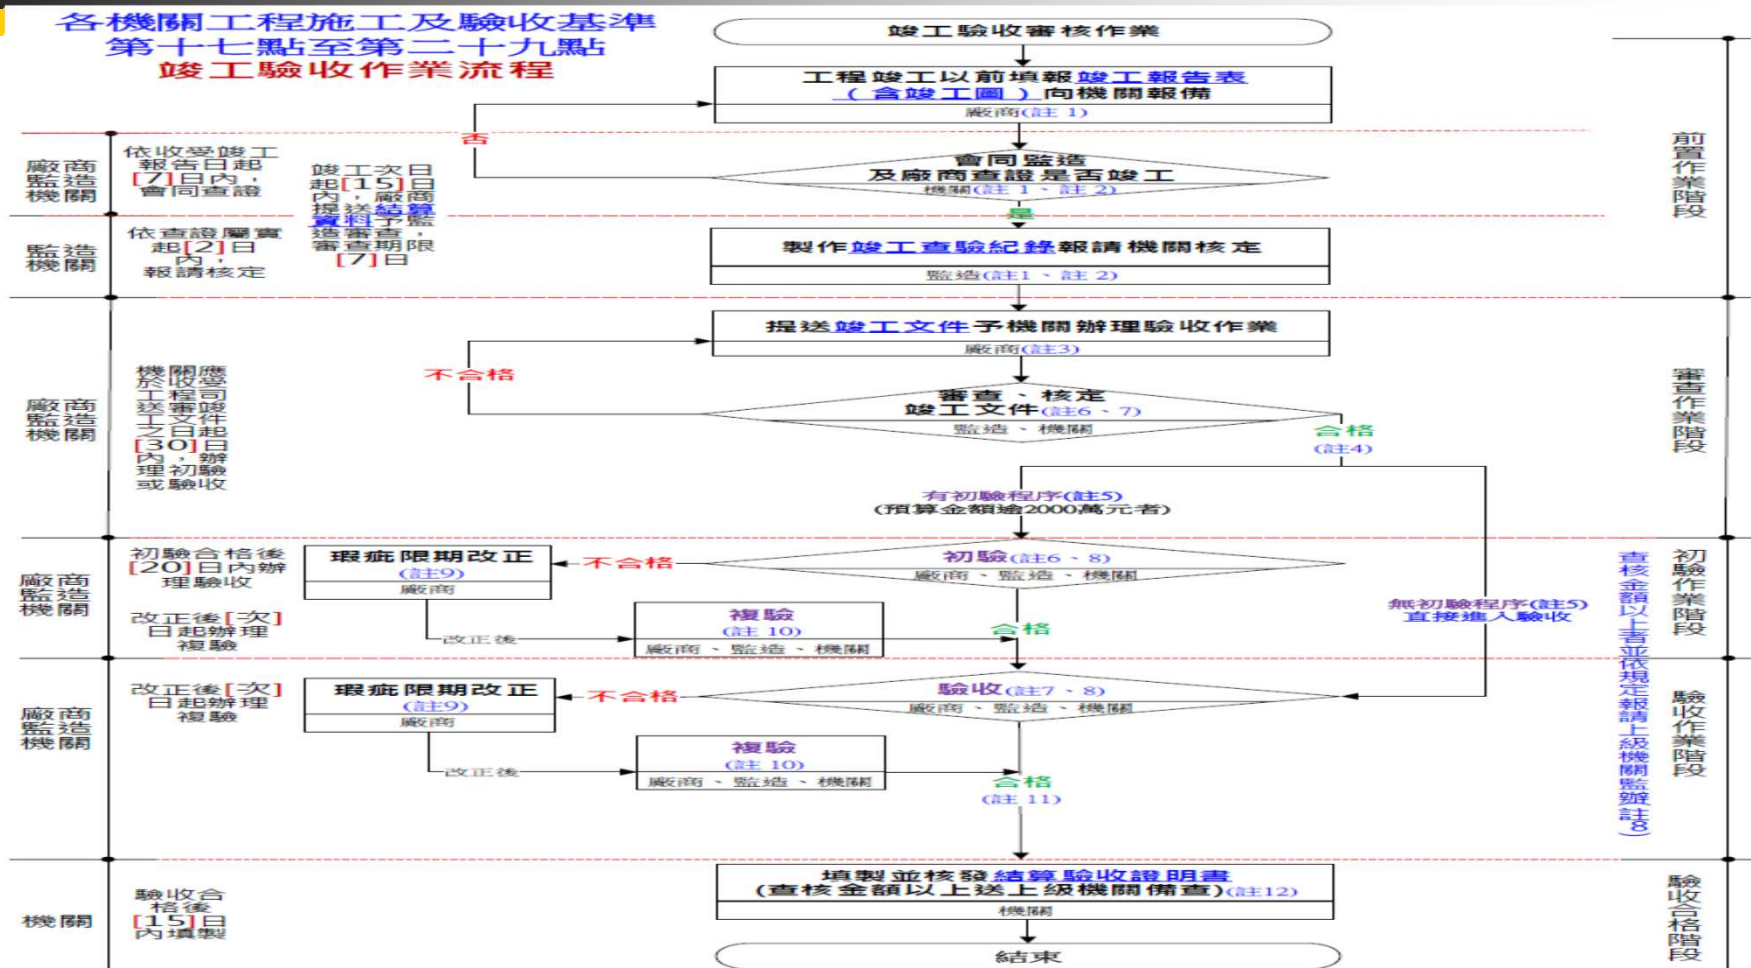 各機關工程施工及驗收基準
第十七點至第二十九點
竣工驗收作業流程
竣工驗收審核作業
工程竣工以前填報竣工報告表
(含竣工圖)向機關報備
廠商(註 1)
否
前置作業階段
廠商
監造
機關
依收受竣工
報告日起
[7]日內,
會同查證
竣工次日
起[15]日
內,廠商
提送結算
資料予監
造審查,
審查期限
[7]日
會同監造
及廠商查證是否竣工
機關(註 1、註 2)
是
監造
機關
依查證屬實
起[2]日
內,
報請核定
製作竣工查驗紀錄報請機關核定
監造(註1、註 2)
提送竣工文件予機關辦理驗收作業
廠商(註3)
不合格
審查作業階段
廠商
監造
機關
機關應
於收受
工程司
送審竣
工文件
之日起
[30]日
內,辦
理初驗
或驗收
審查、核定
竣工文件(註6、7)
監造、機關
合格
(註4)
有初驗程序(註5)
(預算金額逾2000萬元者)
初驗作業階段
廠商
監造
機關
初驗合格後
[20]日內辦
理驗收
瑕疵限期改正
(註9)
廠商
不合格
初驗(註6、8)
廠商、監造、機關
無初驗程序(註5)
直接進入驗收
查核金額以上者並依規定報請上級機關監辦(註8)
改正後[次]
日起辦理
複驗
改正後
複驗
(註 10)
廠商、監造、機關
合格
驗收作業階段
廠商
監造
機關
改正後[次]
日起辦理
複驗
瑕疵限期改正
(註9)
廠商
不合格
驗收(註7、8)
廠商、監造、機關
改正後
複驗
(註 10)
廠商、監造、機關
合格
(註 11)
驗收合格階段
機關
驗收合
格後
[15]日
內填製
填製並核發結算驗收證明書
(查核金額以上送上級機關備查)(註12)
機關
結束